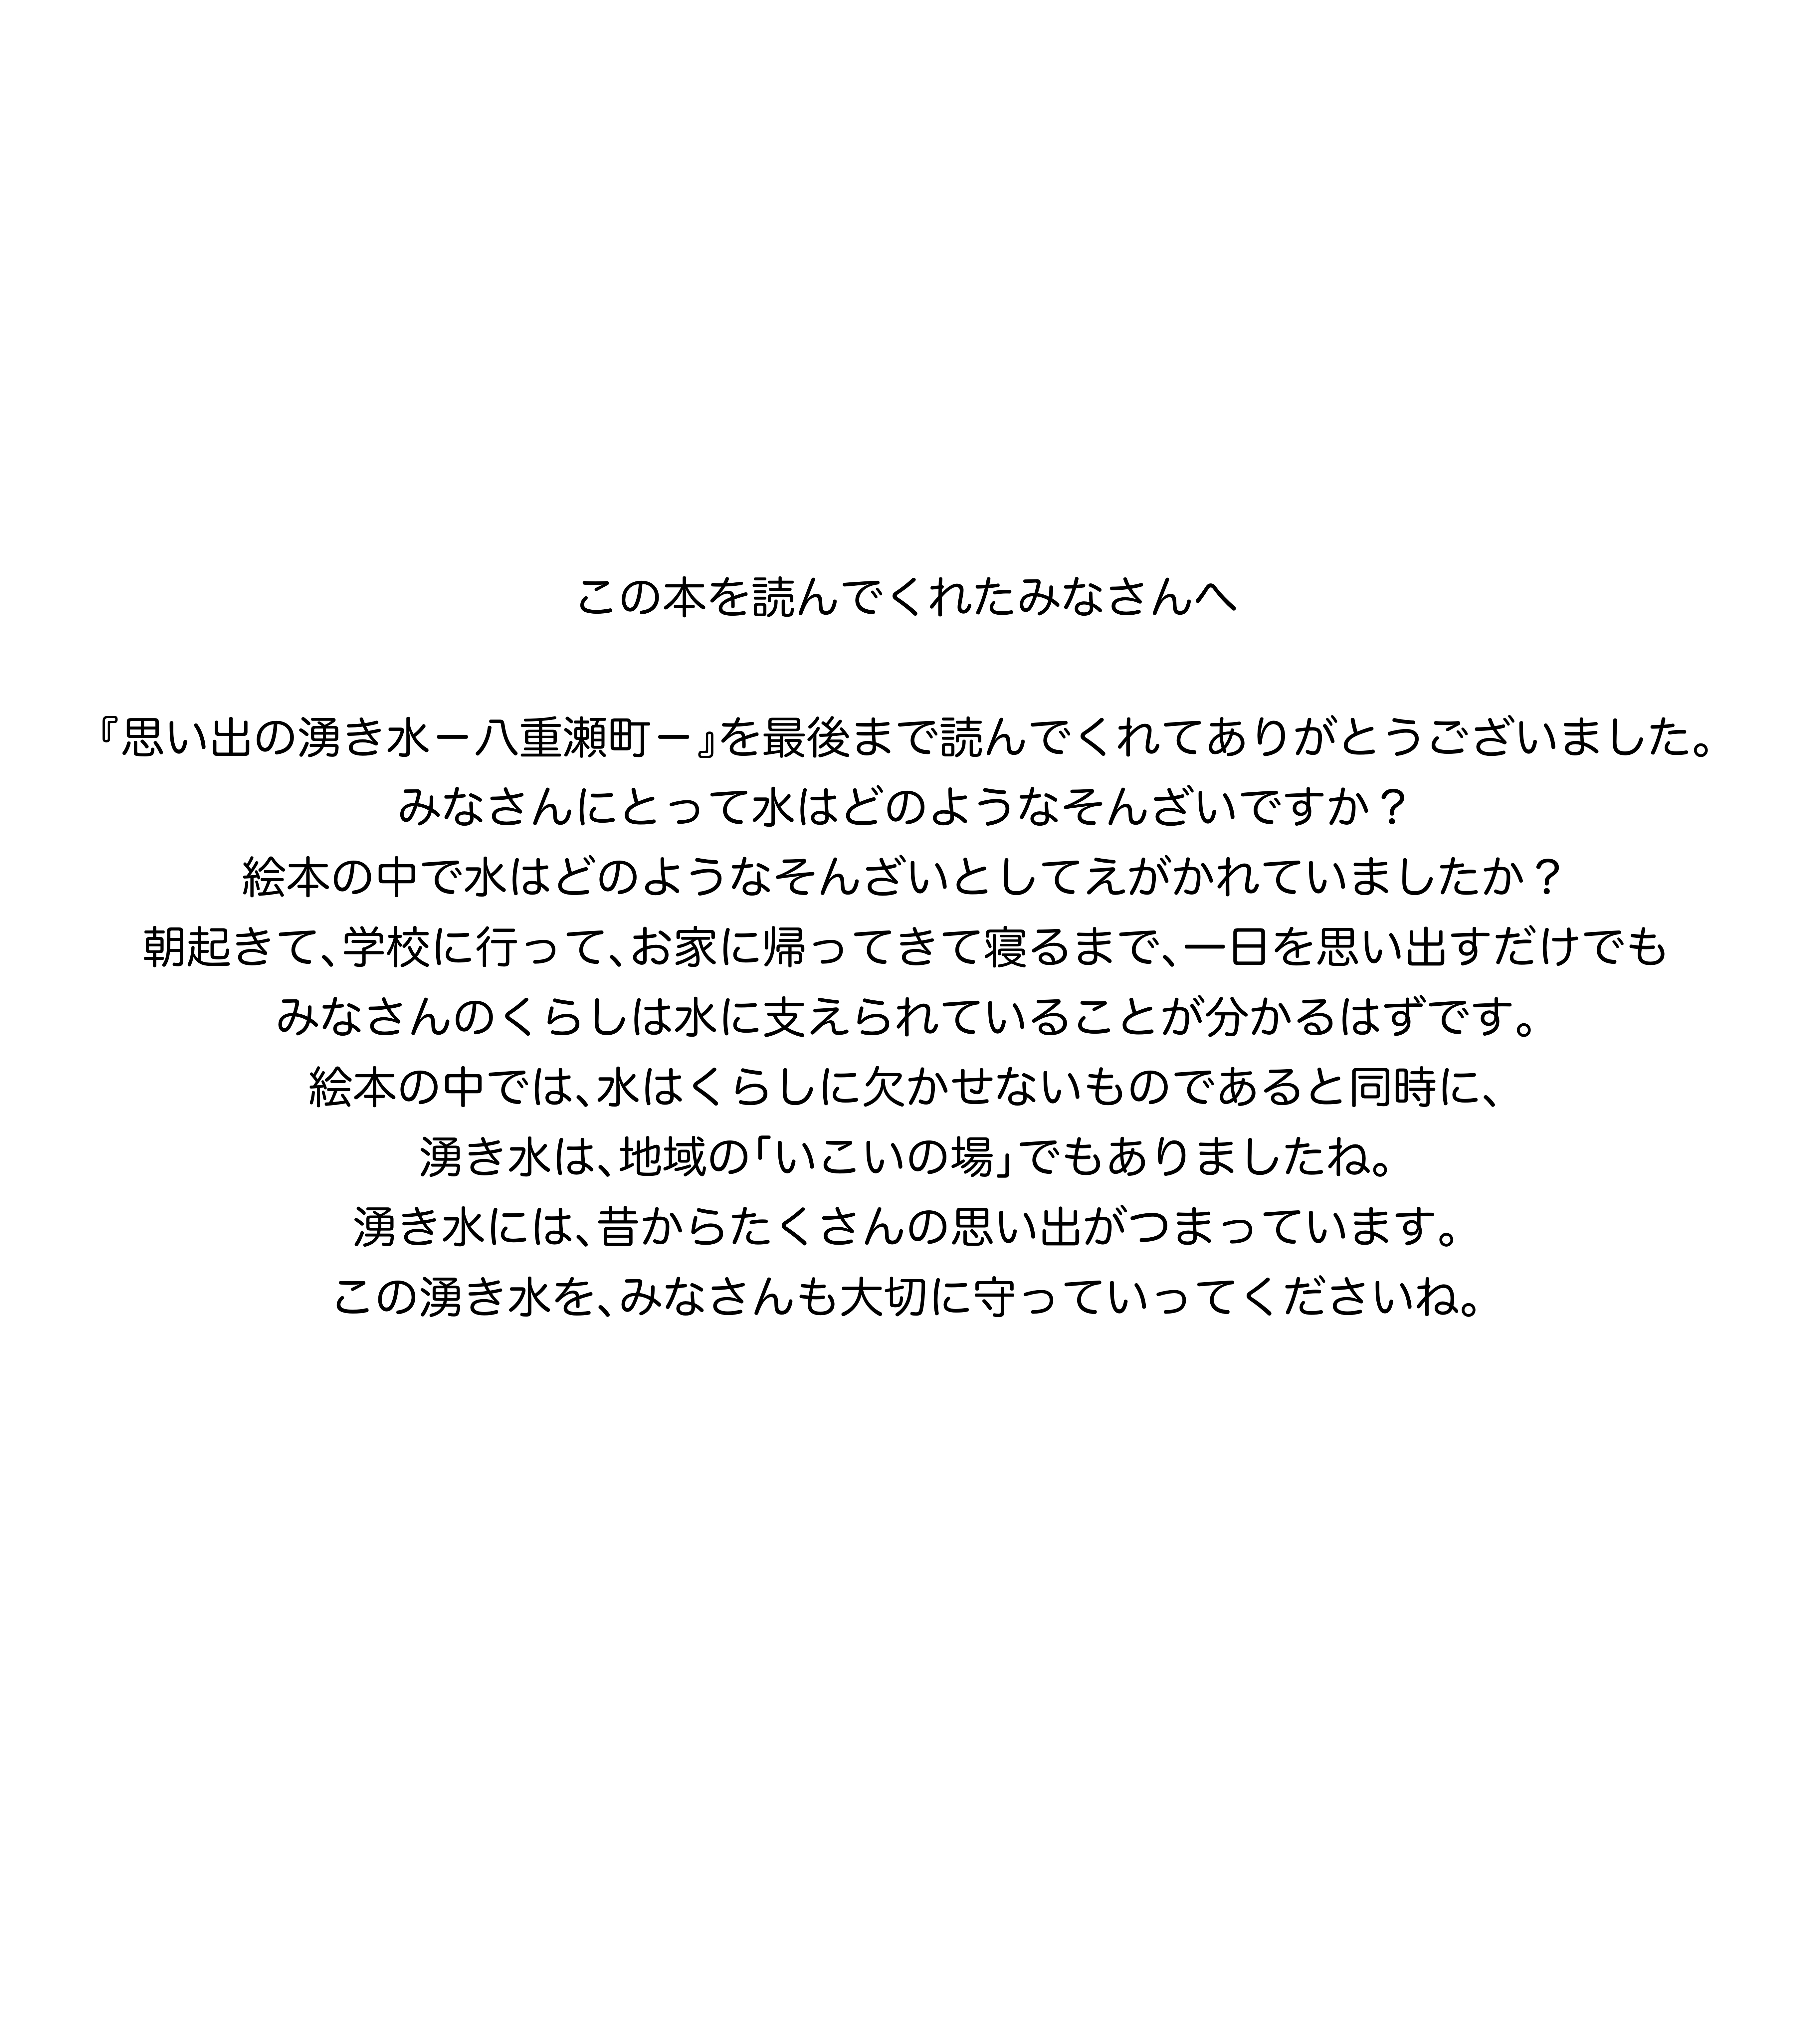 この本を読んでくれたみなさんへ
『思い出の湧き水－八重瀬町－』を最後まで読んでくれてありがとうございました。
みなさんにとって水はどのようなそんざいですか？
絵本の中で水はどのようなそんざいとしてえがかれていましたか？
朝起きて、学校に行って、お家に帰ってきて寝るまで、一日を思い出すだけでも
みなさんのくらしは水に支えられていることが分かるはずです。
絵本の中では、水はくらしに欠かせないものであると同時に、
湧き水は、地域の「いこいの場」でもありましたね。
湧き水には、昔からたくさんの思い出がつまっています。
この湧き水を、みなさんも大切に守っていってくださいね。